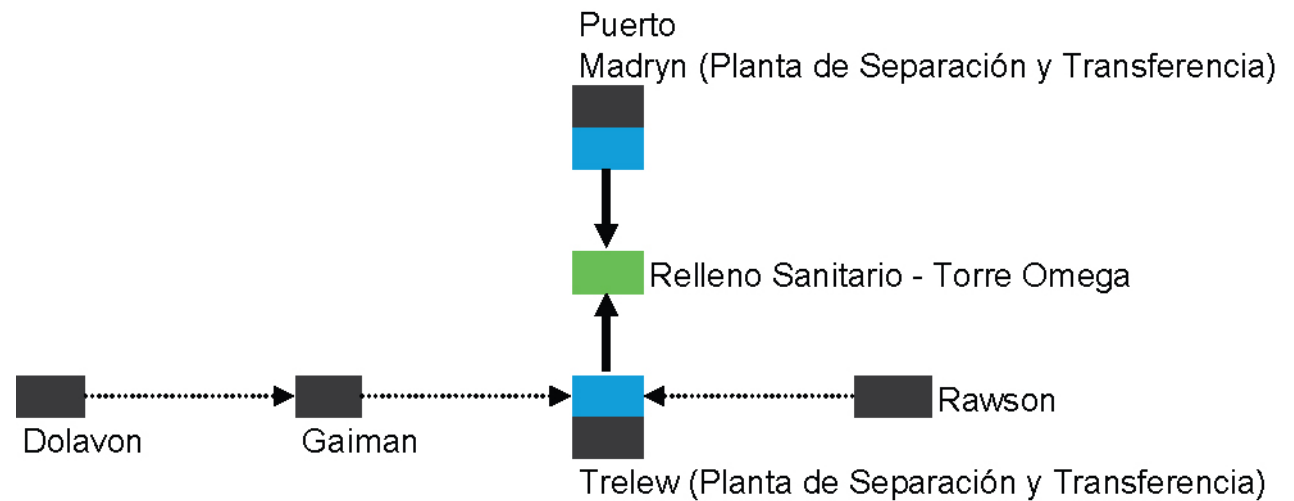 Puerto
Madryn (Planta de Separación y Transferencia)
Relleno Sanitario - Torre Omega
Rawson
Dolavon
Gaiman
Trelew (Planta de Separación y Transferencia)